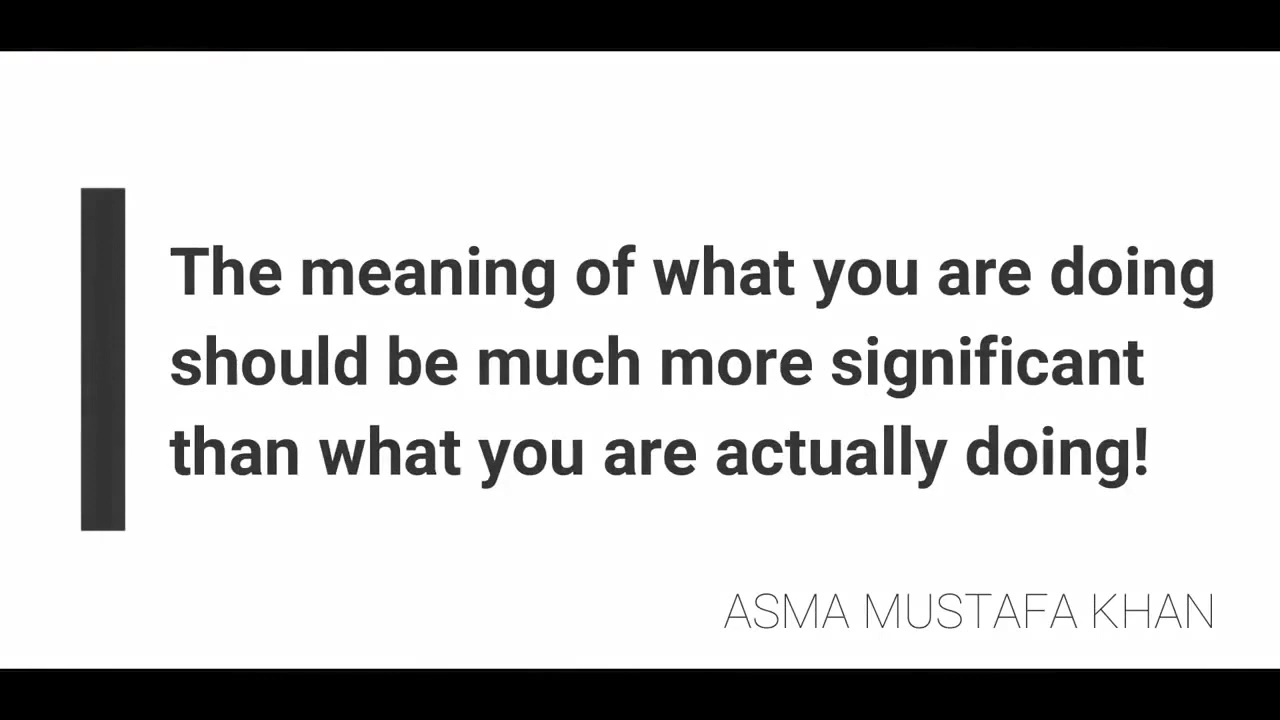 The meaning of what you are doing
should be much more significant
than what you are actually doing!
ASMA MUSTAFA KHAN